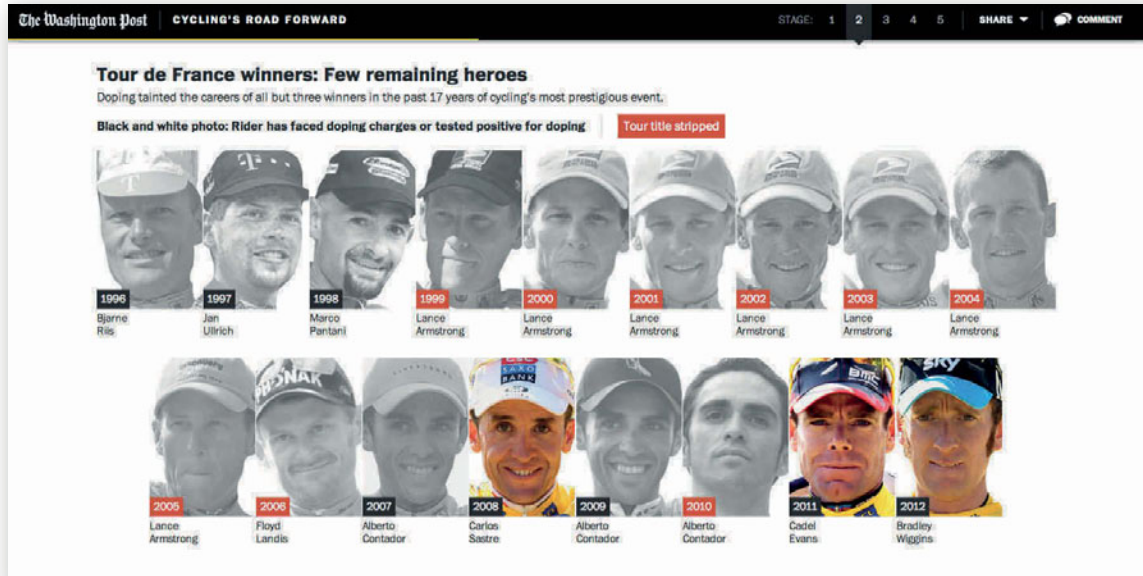 The Washington Post CYCLING'S ROAD FORWARD STAGE: 1 2 3 4 5 SHARE COMMENT
Tour de France winners: Few remaining heroes
Doping tainted the careers of all but three winners in the past 17 years of cycling's most prestigious event.
Black and white photo: Rider has faced doping charges or tested positive for doping Tour title stripped
T
SAXO
BANK
PHONAK
BMC
sky
1996 1997 1998 1999 2000 2001 2002 2003 2004
Bjarne Jan Marco Lance Lance Lance Lance Lance Lance
Riis Ullrich Pantani Armstrong Armstrong Armstrong Armstrong Armstrong Armstrong
2005 2006 2007 2008 2009 2010 2011 2012
Lance Floyd Alberto Carlos Alberto Alberto Cadel Bradley
Armstrong Landis Contador Sastre Contador Contador Evans Wiggins